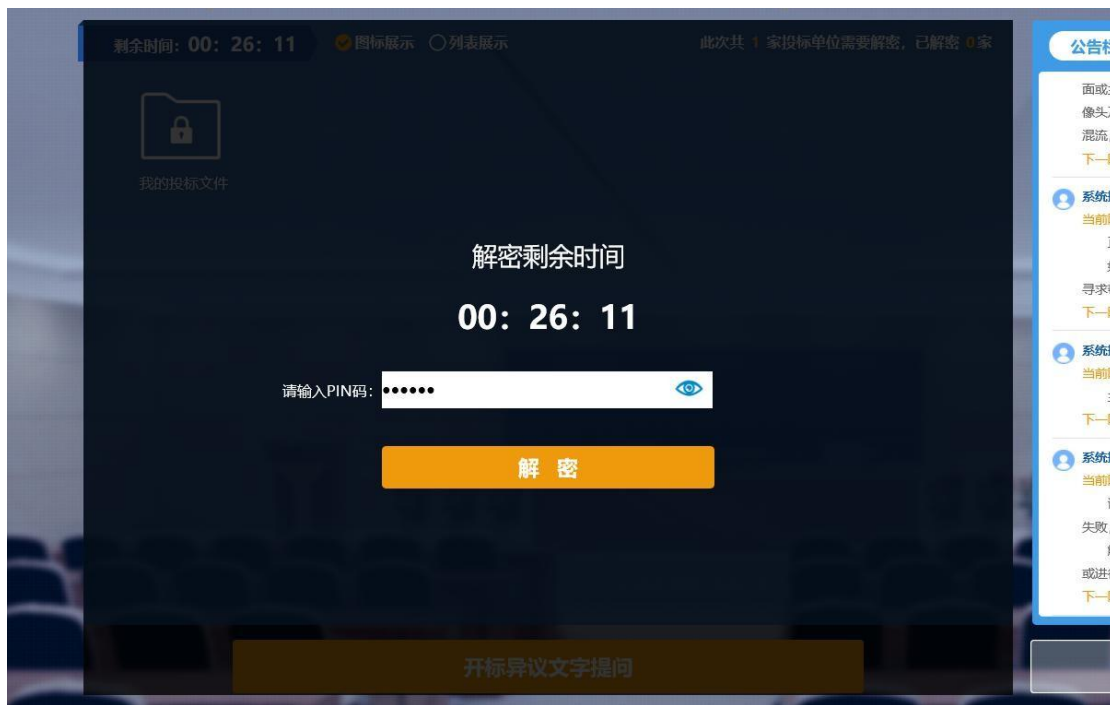 剩余时间：00：26：11
图标展示 列表展示
此次共 1 家投标单位需要解密，已解密 0家
我的投标文件
解密剩余时间
00：26：11
请输入PIN码：••••••
解 密
开标异议文字提问
公告栏
面或
像头
混流，
下一
系统
当前
寻求
下一
系统
当前
下一
系统
当前
失败，
或进
下一